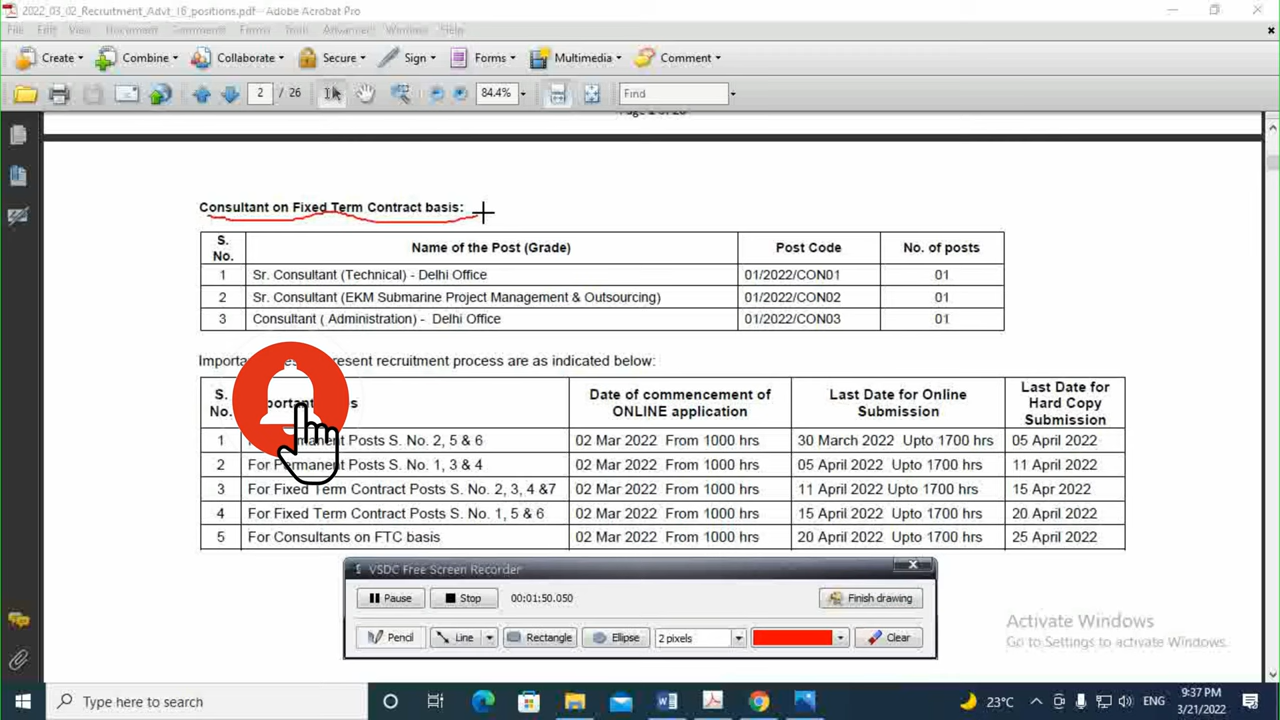 2022_03_02_Recruitment_Advt_16_positions.pdf - Adobe Acrobat Pro
File Edit View Document Comments Forms Tools Advanced Window Help
Create Combine Collaborate Secure Sign Forms Multimedia Comment
2 / 26 84.4% Find
Consultant on Fixed Term Contract basis:
S. No. Name of the Post (Grade) Post Code No. of posts
1 Sr. Consultant (Technical) - Delhi Office 01/2022/CON01 01
2 Sr. Consultant (EKM Submarine Project Management & Outsourcing) 01/2022/CON02 01
3 Consultant ( Administration) - Delhi Office 01/2022/CON03 01
present recruitment process are as indicated below:
S. No. Date of commencement of ONLINE application Last Date for Online Submission Last Date for Hard Copy Submission
1 Posts S. No. 2, 5 & 6 02 Mar 2022 From 1000 hrs 30 March 2022 Upto 1700 hrs 05 April 2022
2 For Permanent Posts S. No. 1, 3 & 4 02 Mar 2022 From 1000 hrs 05 April 2022 Upto 1700 hrs 11 April 2022
3 For Fixed Term Contract Posts S. No. 2, 3, 4 &7 02 Mar 2022 From 1000 hrs 11 April 2022 Upto 1700 hrs 15 Apr 2022
4 For Fixed Term Contract Posts S. No. 1, 5 & 6 02 Mar 2022 From 1000 hrs 15 April 2022 Upto 1700 hrs 20 April 2022
5 For Consultants on FTC basis 02 Mar 2022 From 1000 hrs 20 April 2022 Upto 1700 hrs 25 April 2022
VSDC Free Screen Recorder
Pause Stop 00:01:50.050 Finish drawing
Pencil Line Rectangle Ellipse 2 pixels Clear
Activate Windows
Go to Settings to activate Windows.
Type here to search 23°C ENG 9:37 PM
3/21/2022